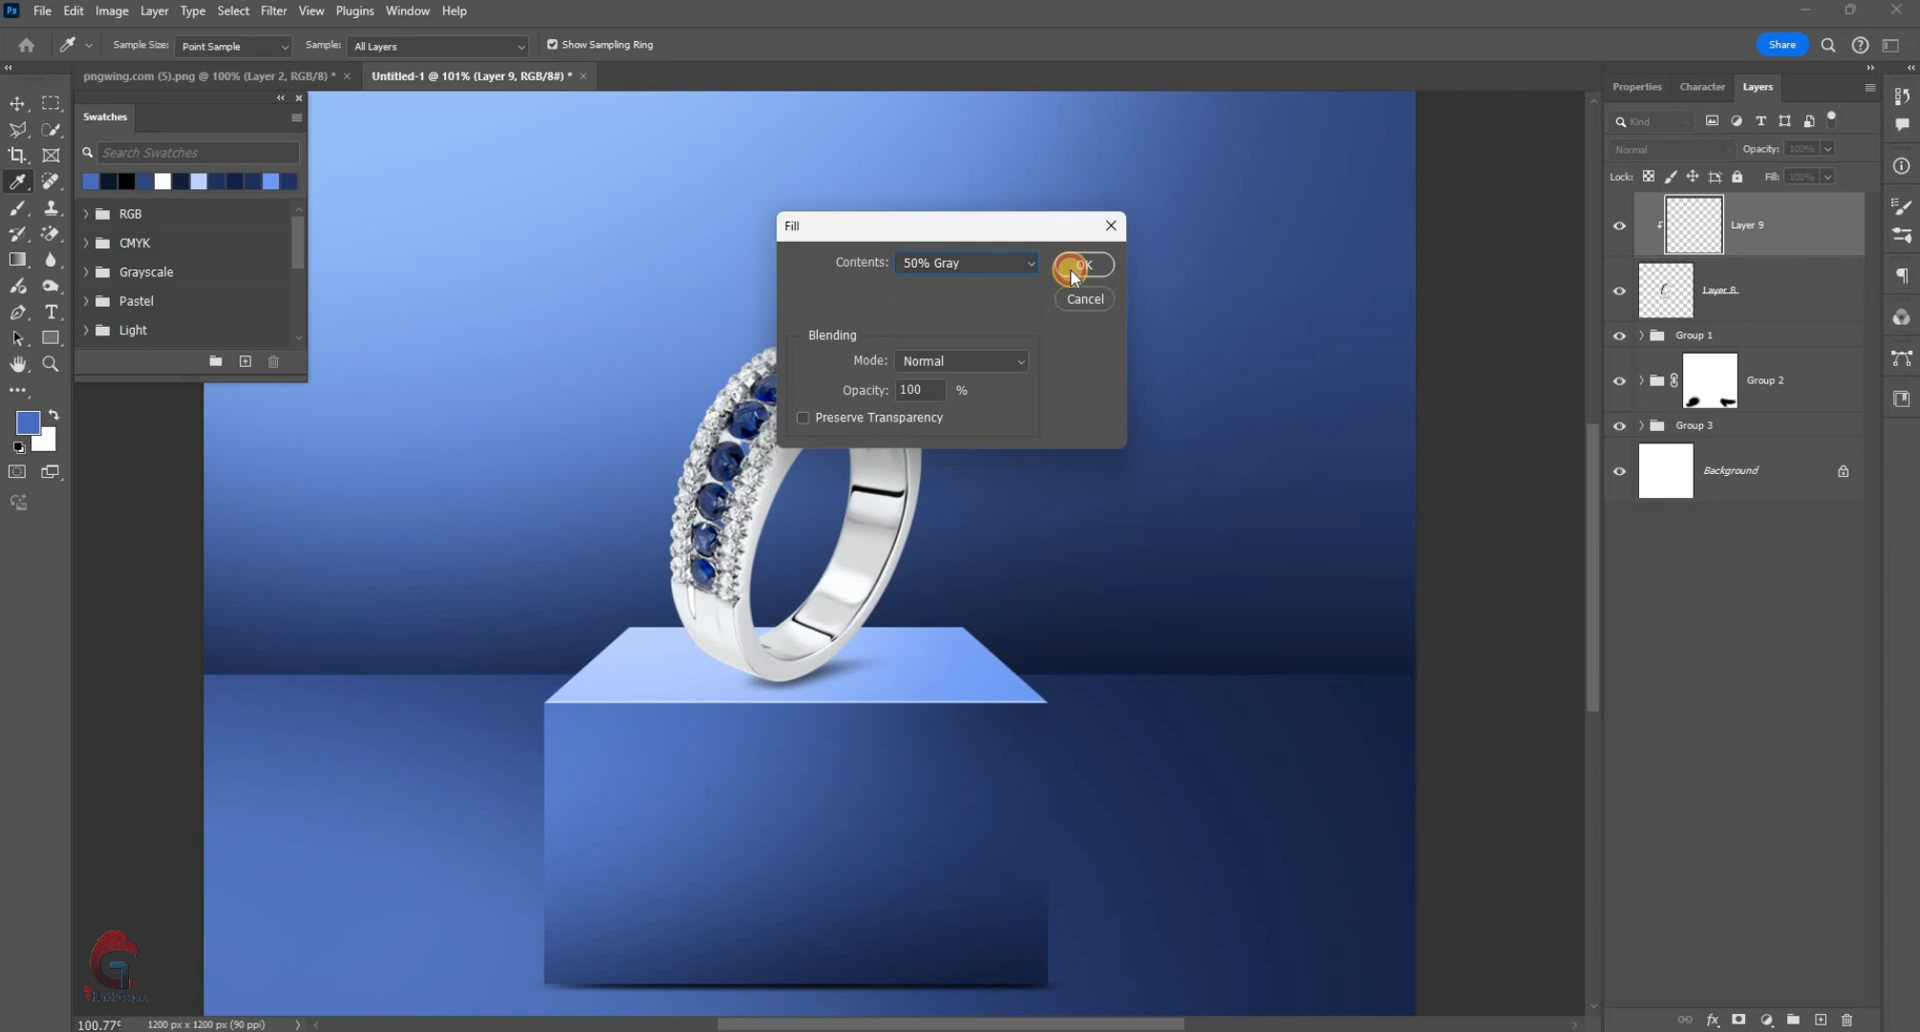 Ps File Edit Image Layer Type Select Filter View Plugins Window Help
Sample Size: Point Sample Sample: All Layers Show Sampling Ring Share
pngwing.com (5).png @ 100% (Layer 2, RGB/8) * × Untitled-1 @ 101% (Layer 9, RGB/8#) * ×
Swatches
Search Swatches
RGB
CMYK
Grayscale
Pastel
Light
Fill
Contents: 50% Gray OK
Cancel
Blending
Mode: Normal
Opacity: 100 %
Preserve Transparency
Properties Character Layers
Kind
Normal Opacity: 100%
Lock: Fill: 100%
Layer 9
Layer 8
Group 1
Group 2
Group 3
Background
100.77% 1200 px x 1200 px (90 ppi)